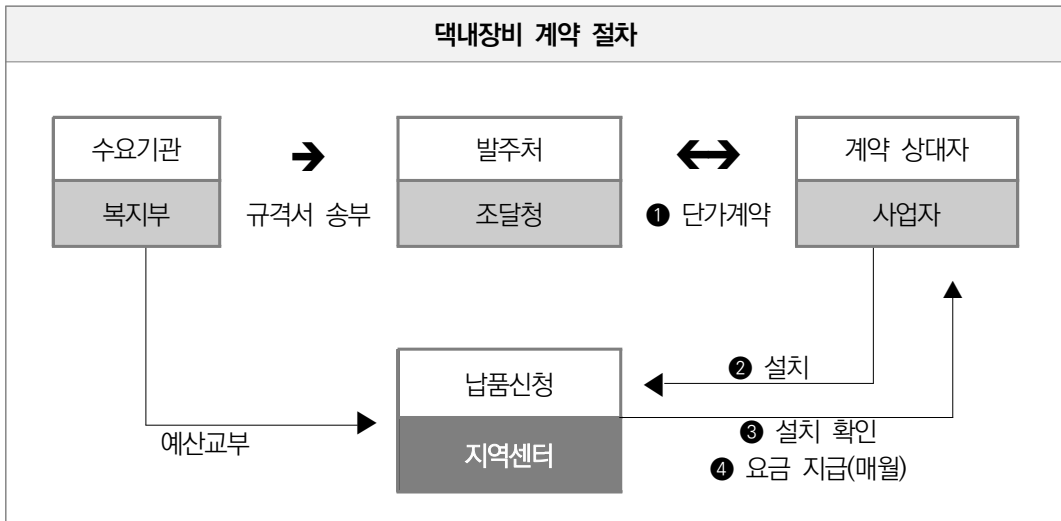 댁내장비 계약 절차
수요기관
복지부
규격서 송부
발주처
조달청
❶ 단가계약
계약 상대자
사업자
예산교부
납품신청
지역센터
❷ 설치
❸ 설치 확인
❹ 요금 지급(매월)